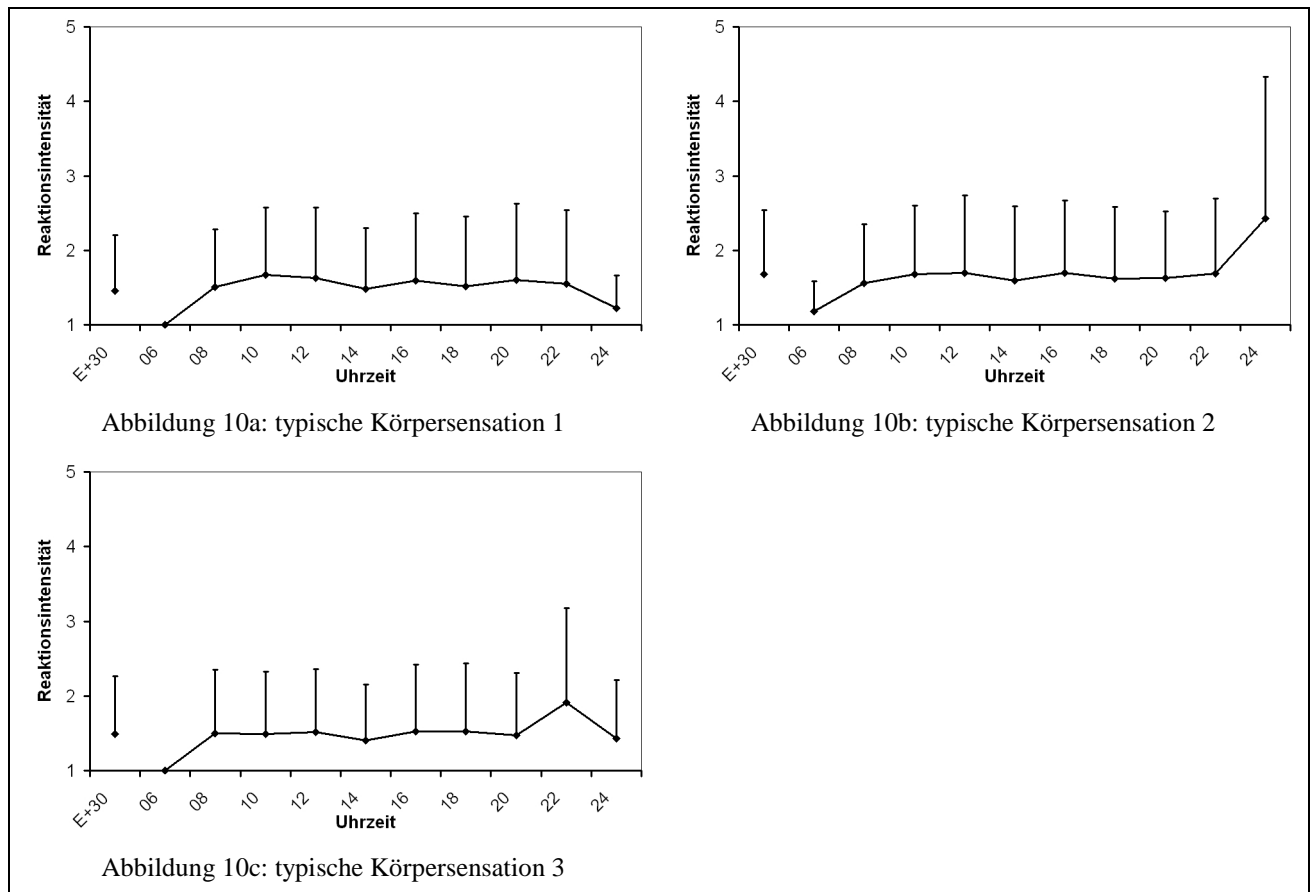 5
4
3
2
1
Reaktionsintensität
E+30 06 08 10 12 14 16 18 20 22 24
Uhrzeit
Abbildung 10a: typische Körpersensation 1
5
4
3
2
1
Reaktionsintensität
E+30 06 08 10 12 14 16 18 20 22 24
Uhrzeit
Abbildung 10b: typische Körpersensation 2
5
4
3
2
1
Reaktionsintensität
E+30 06 08 10 12 14 16 18 20 22 24
Uhrzeit
Abbildung 10c: typische Körpersensation 3